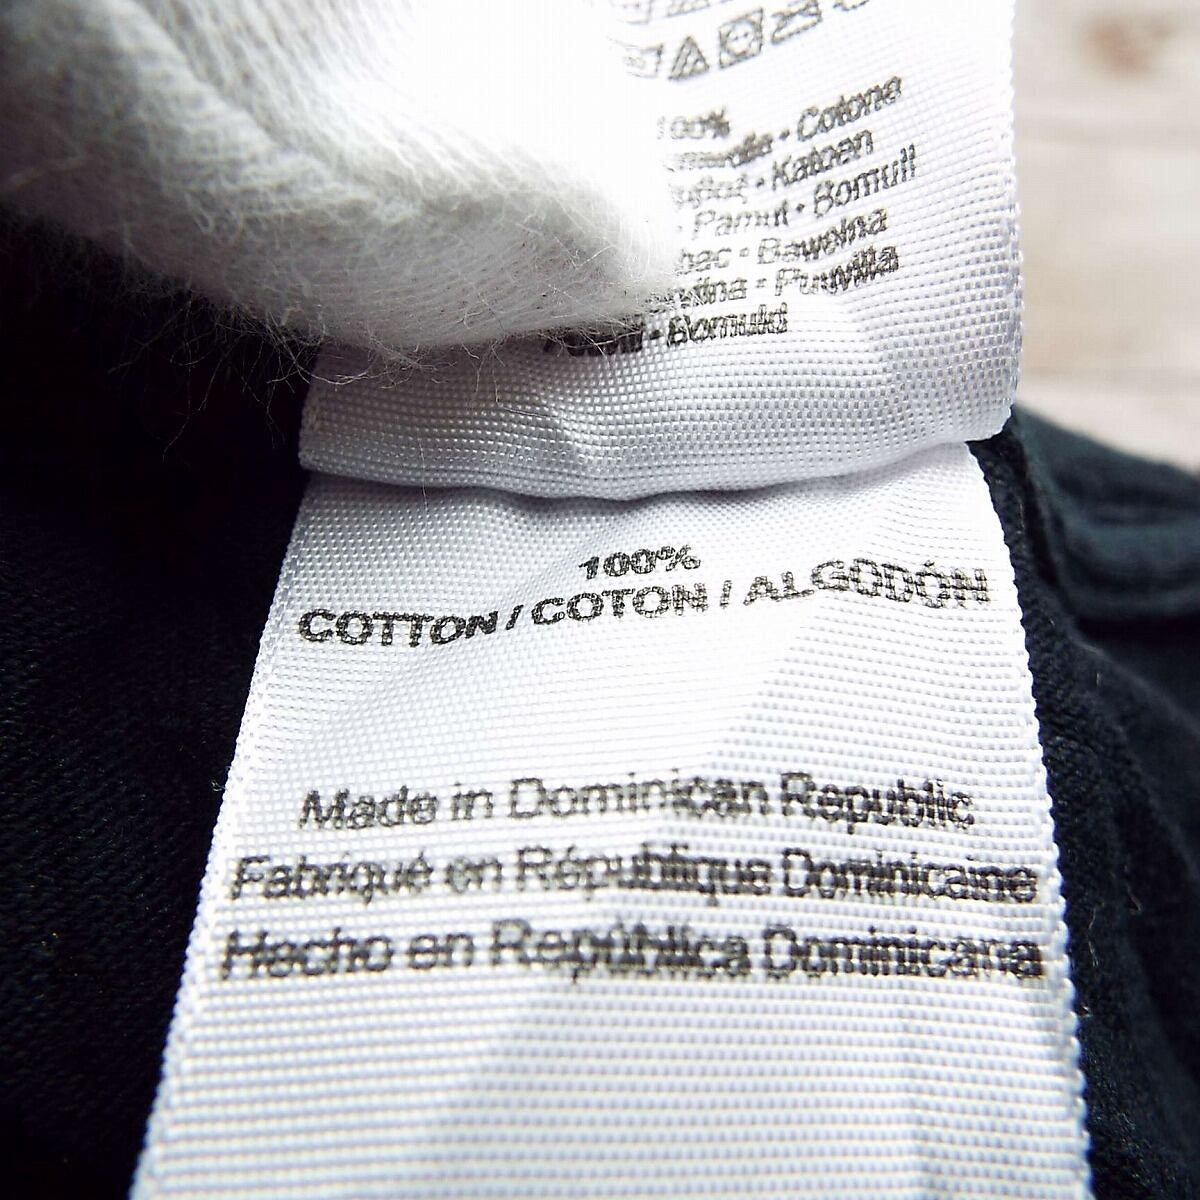 100%
• Cotone
• Katoen
Pamut • Bomull
• Bawełna
• Puuvilla
• Bomuld
100%
COTTON / COTON / ALGODÓN
Made in Dominican Republic
Fabriqué en République Dominicaine
Hecho en República Dominicana